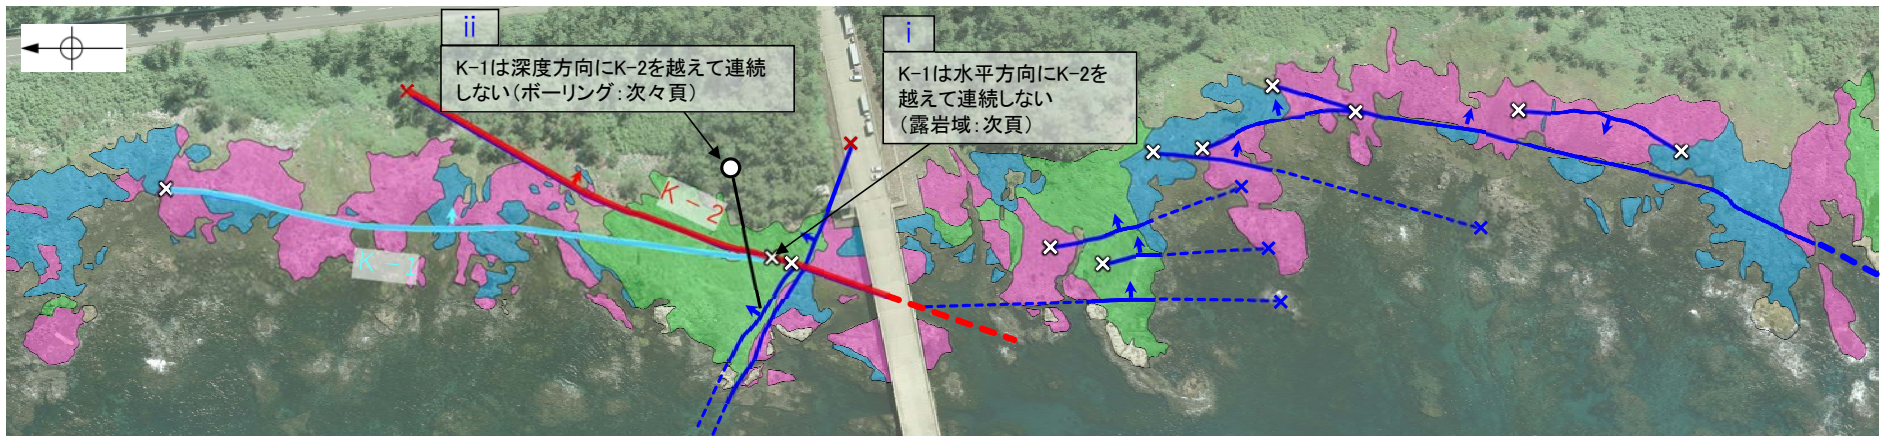 ii
K-1は深度方向にK-2を越えて連続
しない（ボーリング：次々頁）
i
K-1は水平方向にK-2を
越えて連続しない
（露岩域：次頁）
K-2
K-1